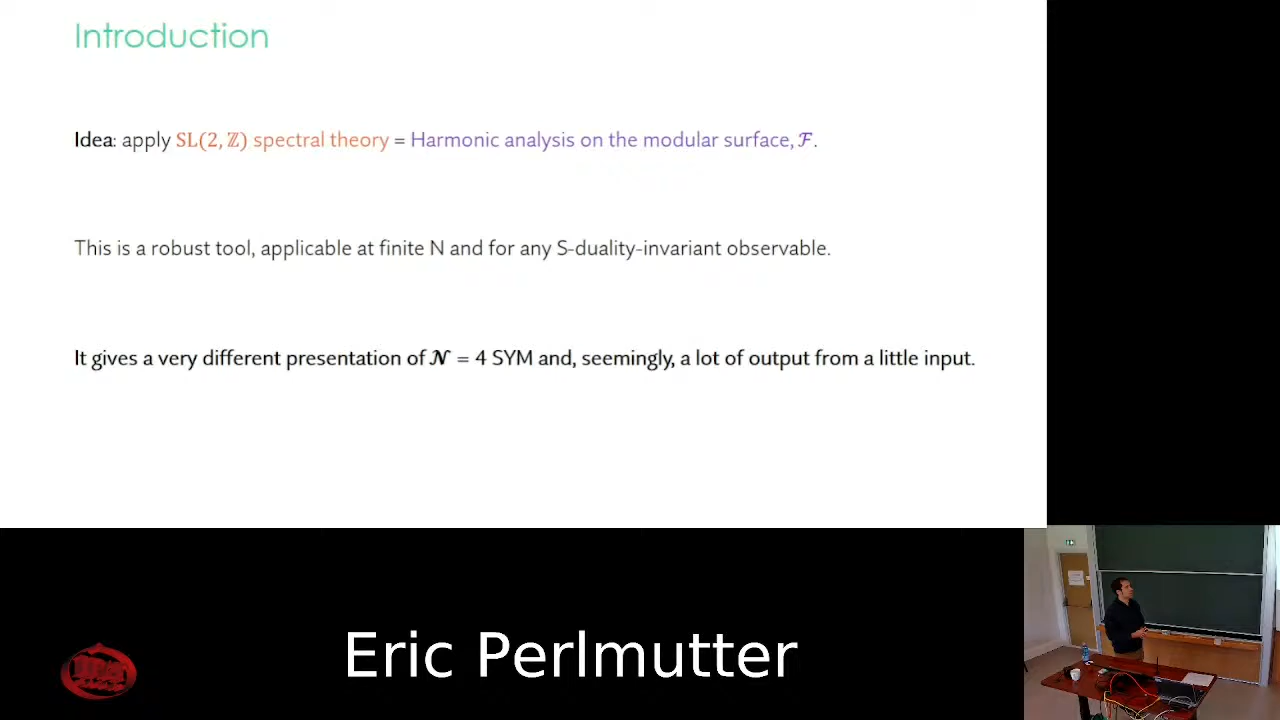 Introduction
Idea: apply SL(2, ℤ) spectral theory = Harmonic analysis on the modular surface, ℱ.
This is a robust tool, applicable at finite N and for any S-duality-invariant observable.
It gives a very different presentation of 𝒩 = 4 SYM and, seemingly, a lot of output from a little input.
Eric Perlmutter